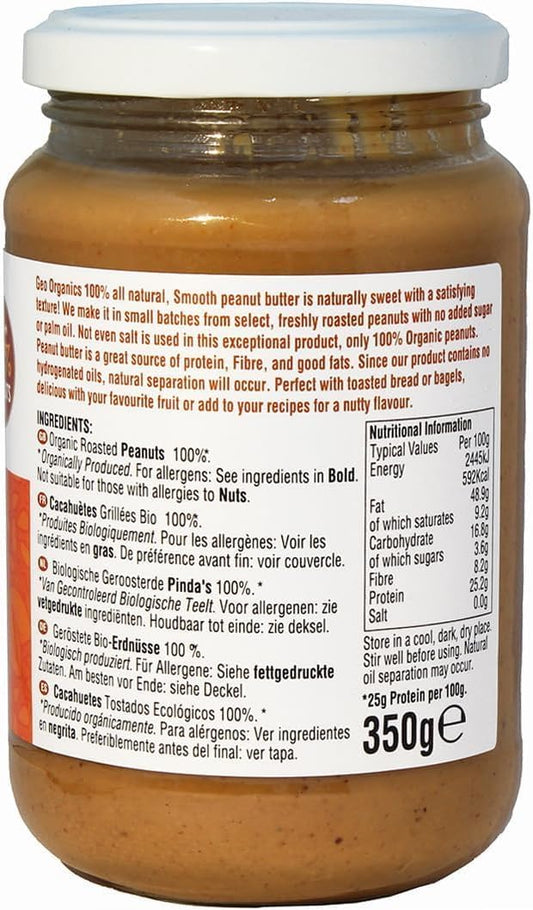 Geo Organics 100% all natural, Smooth peanut butter is naturally sweet with a satisfying
texture! We make it in small batches from select, freshly roasted peanuts with no added sugar
or palm oil. Not even salt is used in this exceptional product, only 100% Organic peanuts.
Peanut butter is a great source of protein, Fibre, and good fats. Since our product contains no
hydrogenated oils, natural separation will occur. Perfect with toasted bread or bagels,
delicious with your favourite fruit or add to your recipes for a nutty flavour.
INGREDIENTS:
GB Organic Roasted Peanuts 100%*.
*Organically Produced. For allergens: See ingredients in Bold.
Not suitable for those with allergies to Nuts.
FR Cacahuètes Grillées Bio 100%*.
*Produites Biologiquement. Pour les allergènes: Voir les
ingrédients en gras. De préférence avant fin: voir couvercle.
NL Biologische Geroosterde Pinda's 100%. *
*Van Gecontroleerd Biologische Teelt. Voor allergenen: zie
vetgedrukte ingrediënten. Houdbaar tot einde: zie deksel.
DE Geröstete Bio-Erdnüsse 100 %.
*Biologisch produziert. Für Allergene: Siehe fettgedruckte
Zutaten. Am besten vor Ende: siehe Deckel.
ES Cacahuetes Tostados Ecológicos 100%. *
*Producido orgánicamente. Para alérgenos: Ver ingredientes
en negrita. Preferiblemente antes del final: ver tapa.
Nutritional Information
Typical Values Per 100g
Energy 2445kJ
592Kcal
Fat 48.9g
of which saturates 9.2g
Carbohydrate 16.8g
of which sugars 3.6g
Fibre 8.2g
Protein 25.2g
Salt 0.0g
Store in a cool, dark, dry place.
Stir well before using. Natural
oil separation may occur.
*25g Protein per 100g.
350g℮